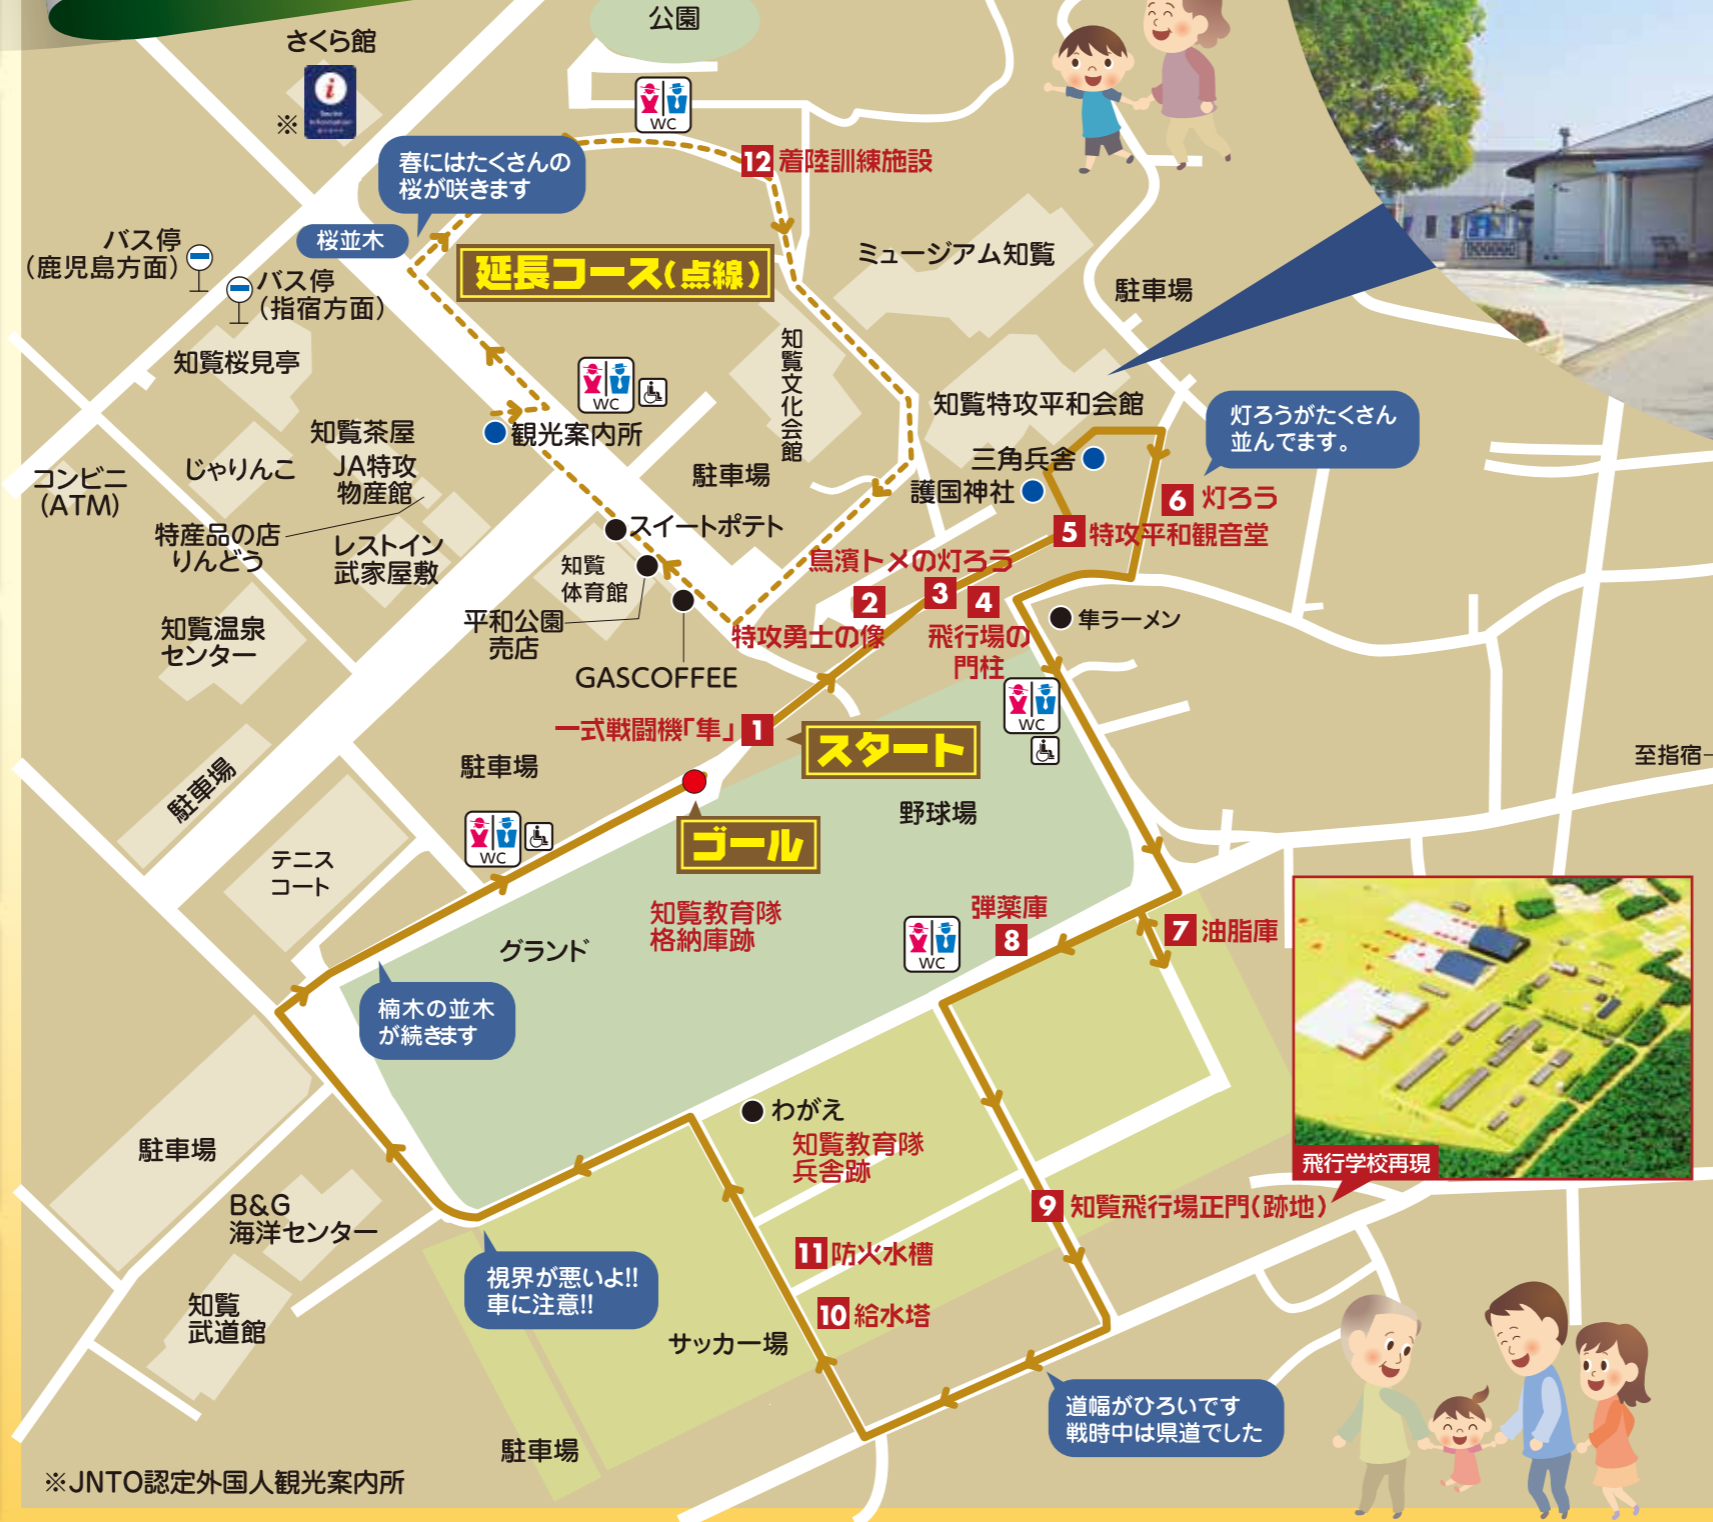 公園
さくら館
※
WC
春にはたくさんの
桜が咲きます
12 着陸訓練施設
桜並木
バス停
(鹿児島方面)
バス停
(指宿方面)
延長コース(点線)
ミュージアム知覧
駐車場
知覧桜見亭
知覧文化会館
WC
観光案内所
知覧特攻平和会館
灯ろうがたくさん
並んでます。
知覧茶屋
じゃりんこ
JA特攻
物産館
コンビニ
(ATM)
駐車場
三角兵舎
護国神社
6 灯ろう
5 特攻平和観音堂
特産品の店
りんどう
レストイン
武家屋敷
スイートポテト
知覧
体育館
鳥濱トメの灯ろう
2
3
4
特攻勇士の像
飛行場の
門柱
隼ラーメン
知覧温泉
センター
平和公園
売店
GASCOFFEE
WC
一式戦闘機「隼」 1
スタート
駐車場
駐車場
至指宿
野球場
ゴール
WC
テニス
コート
知覧教育隊
格納庫跡
グランド
弾薬庫
8
WC
7 油脂庫
楠木の並木
が続きます
わがえ
知覧教育隊
兵舎跡
飛行学校再現
駐車場
9 知覧飛行場正門(跡地)
B&G
海洋センター
11 防火水槽
視界が悪いよ!!
車に注意!!
10 給水塔
知覧
武道館
サッカー場
道幅がひろいです
戦時中は県道でした
駐車場
※JNTO認定外国人観光案内所